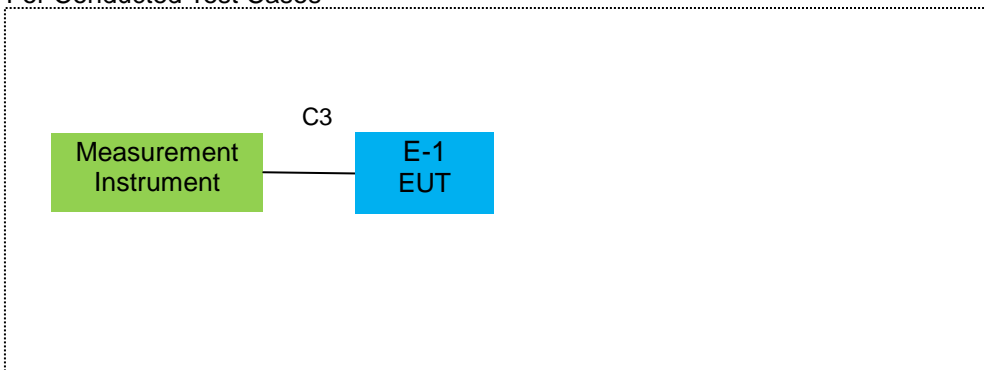 For Conducted Test Cases
C3
Measurement
Instrument
E-1
EUT